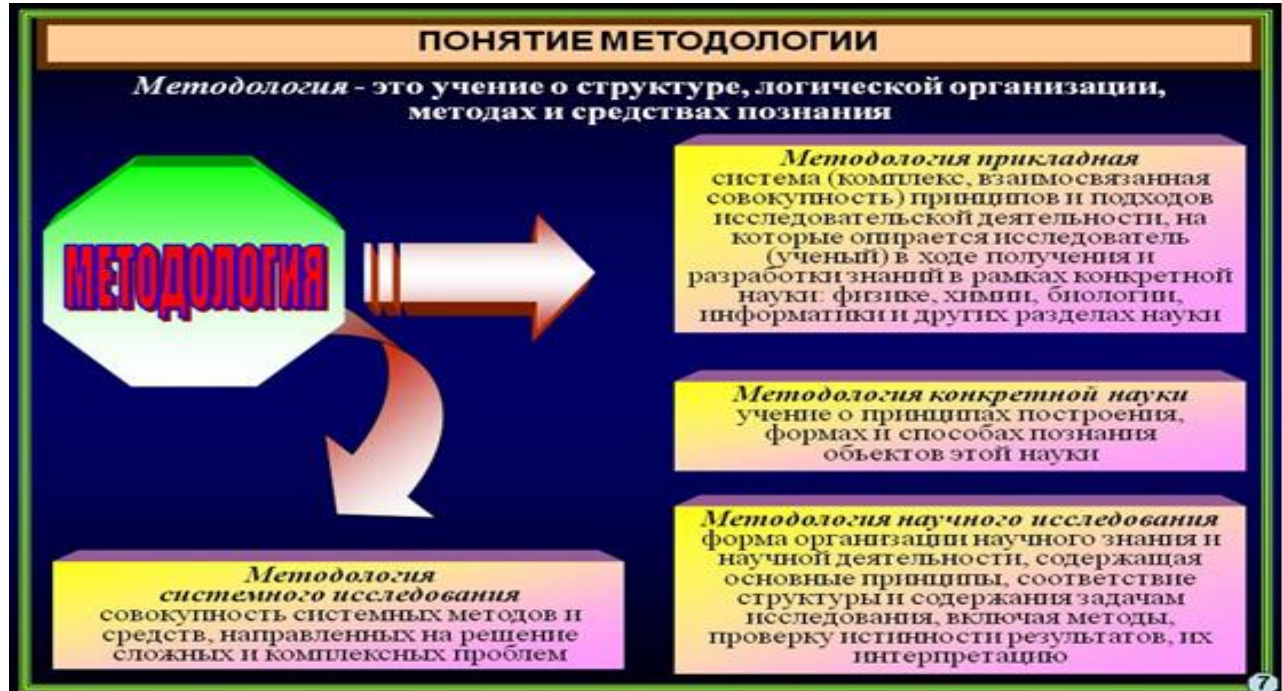 ПОНЯТИЕ МЕТОДОЛОГИИ
Методология - это учение о структуре, логической организации,
методах и средствах познания
МЕТОДОЛОГИЯ
Методология прикладная
система (комплекс, взаимосвязанная
совокупность) принципов и подходов
исследовательской деятельности, на
которые опирается исследователь
(ученый) в ходе получения и
разработки знаний в рамках конкретной
науки: физике, химии, биологии,
информатики и других разделах науки
Методология конкретной науки
учение о принципах построения,
формах и способах познания
объектов этой науки
Методология научного исследования
форма организации научного знания и
научной деятельности, содержащая
основные принципы, соответствие
структуры и содержания задачам
исследования, включая методы,
проверку истинности результатов, их
интерпретацию
Методология
системного исследования
совокупность системных методов и
средств, направленных на решение
сложных и комплексных проблем
7